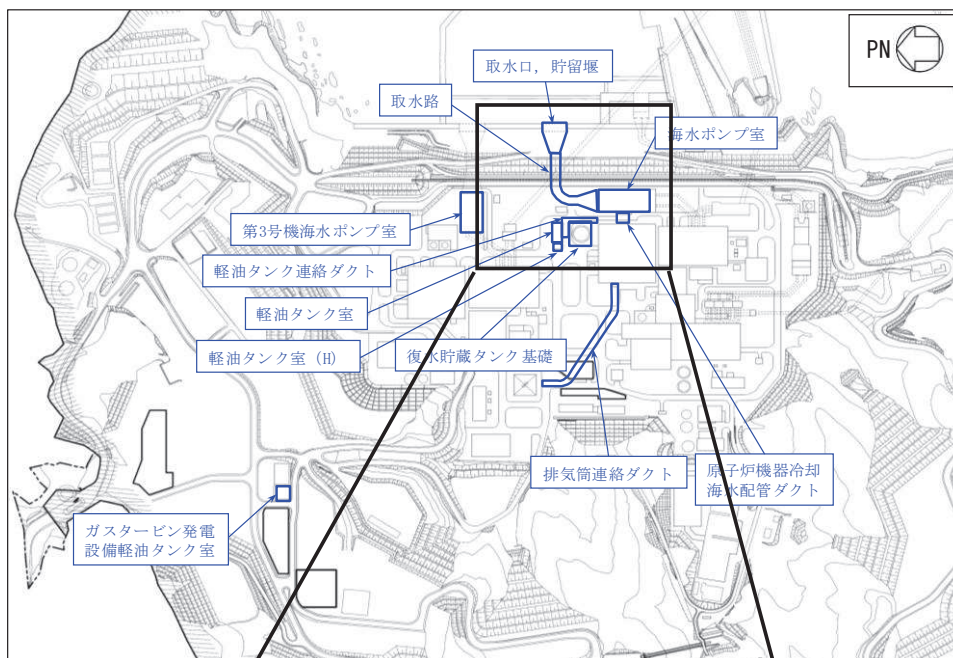 PN
取水口，貯留堰
取水路
海水ポンプ室
第3号機海水ポンプ室
軽油タンク連絡ダクト
軽油タンク室
軽油タンク室（H）
復水貯蔵タンク基礎
排気筒連絡ダクト
原子炉機器冷却
海水配管ダクト
ガスタービン発電
設備軽油タンク室